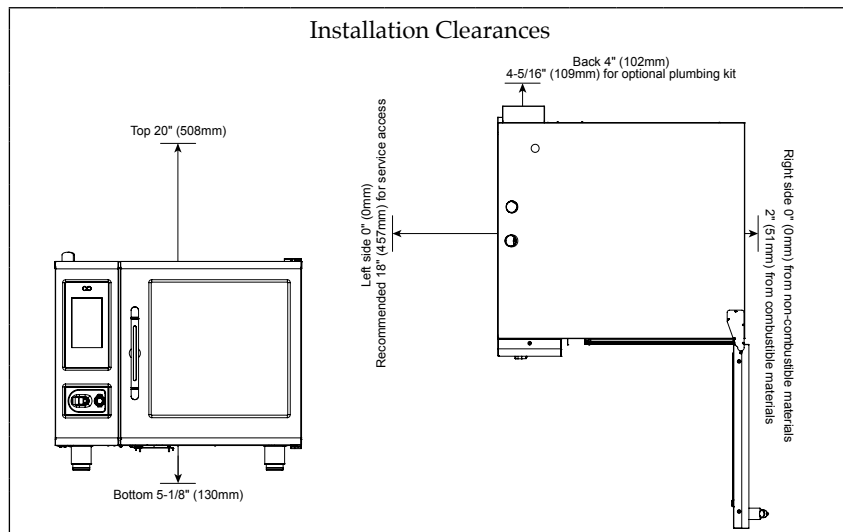 Installation Clearances
Back 4" (102mm)
4-5/16" (109mm) for optional plumbing kit
Top 20" (508mm)
Left side 0" (0mm)
Recommended 18" (457mm) for service access
Right side 0" (0mm) from non-combustible materials
2" (51mm) from combustible materials
Bottom 5-1/8" (130mm)